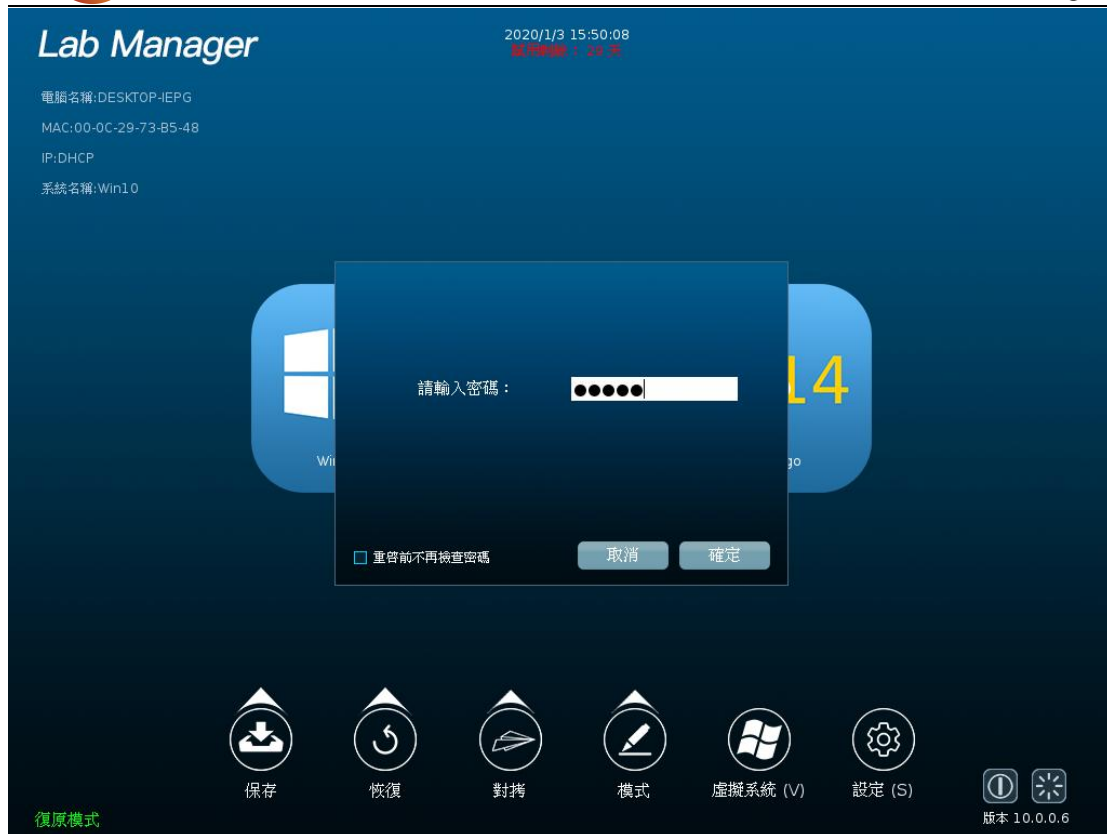 Lab Manager
2020/1/3 15:50:08
試用剩餘：29 天
電腦名稱:DESKTOP-IEPG
MAC:00-0C-29-73-B5-48
IP:DHCP
系統名稱:Win10
14
請輸入密碼：
Wi
go
重啓前不再檢查密碼
取消
確定
保存
恢復
對拷
模式
虛擬系統 (V)
設定 (S)
復原模式
版本 10.0.0.6